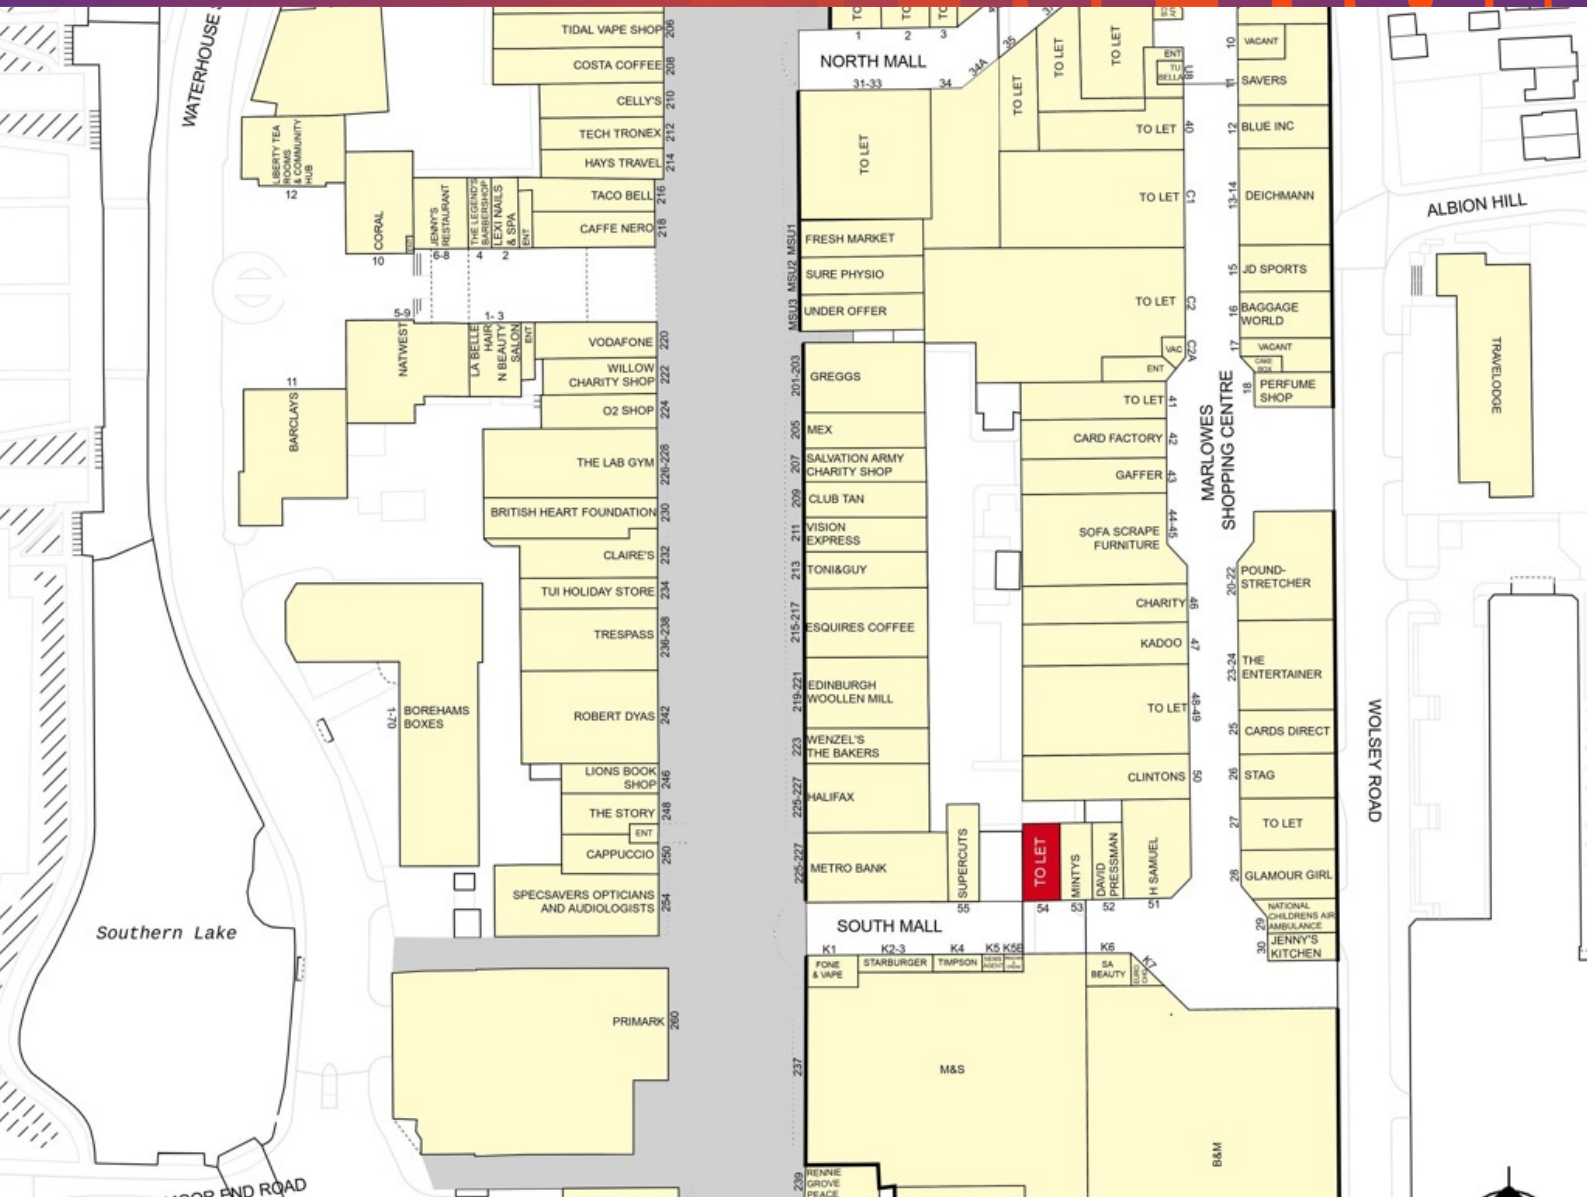 WATERHOUSE
TIDAL VAPE SHOP
206
COSTA COFFEE
208
CELLY'S
210
TECH TRONEX
212
HAYS TRAVEL
214
TACO BELL
216
CAFFE NERO
218
LIBERTY TEA
ROOMS
& COMMUNITY
HUB
12
CORAL
10
JENNY'S
RESTAURANT
6-8
THE LEGEND'S
BARBERSHOP
4
LEXI NAILS
& SPA
2
ENT
5-9
NATWEST
1- 3
LA BELLE
HAIR
N BEAUTY
SALON
ENT
11
BARCLAYS
VODAFONE
220
WILLOW
CHARITY SHOP
222
O2 SHOP
224
THE LAB GYM
226-228
BRITISH HEART FOUNDATION
230
CLAIRE'S
232
TUI HOLIDAY STORE
234
TRESPASS
236-238
ROBERT DYAS
242
LIONS BOOK
SHOP
246
THE STORY
248
ENT
CAPPUCCIO
250
SPECSAVERS OPTICIANS
AND AUDIOLOGISTS
254
1-70
BOREHAMS
BOXES
Southern Lake
PRIMARK
260
MOOR END ROAD
TO LET
1
2
3
NORTH MALL
31-33
34
34A
35
TO LET
TO LET
TO LET
TO LET
ENT
TU
BELLA
U8
TO LET
40
TO LET
C1
TO LET
C2
VAC
C2A
ENT
FRESH MARKET
MSU1
SURE PHYSIO
MSU2
UNDER OFFER
MSU3
GREGGS
201-203
MEX
205
SALVATION ARMY
CHARITY SHOP
207
CLUB TAN
209
VISION
EXPRESS
211
TONI&GUY
213
ESQUIRES COFFEE
215-217
EDINBURGH
WOOLLEN MILL
219-221
WENZEL'S
THE BAKERS
223
HALIFAX
225-227
METRO BANK
225-227
SUPERCUTS
55
TO LET
41
CARD FACTORY
42
GAFFER
43
SOFA SCRAPE
FURNITURE
44-45
CHARITY
46
KADOO
47
TO LET
48-49
CLINTONS
50
TO LET
54
MINTYS
53
DAVID
PRESSMAN
52
H SAMUEL
51
SOUTH MALL
K1
FONE
& VAPE
K2-3
STARBURGER
K4
TIMPSON
K5
K5B
K6
SA
BEAUTY
K7
M&S
237
B&M
RENNIE
GROVE
PEACE
239
MARLOWES
SHOPPING CENTRE
10
VACANT
11
SAVERS
12
BLUE INC
13-14
DEICHMANN
15
JD SPORTS
16
BAGGAGE
WORLD
17
VACANT
CAKE
BOX
18
PERFUME
SHOP
20-22
POUND-
STRETCHER
23-24
THE
ENTERTAINER
25
CARDS DIRECT
26
STAG
27
TO LET
28
GLAMOUR GIRL
29
NATIONAL
CHILDRENS AIR
AMBULANCE
30
JENNY'S
KITCHEN
ALBION HILL
TRAVELODGE
WOLSEY ROAD